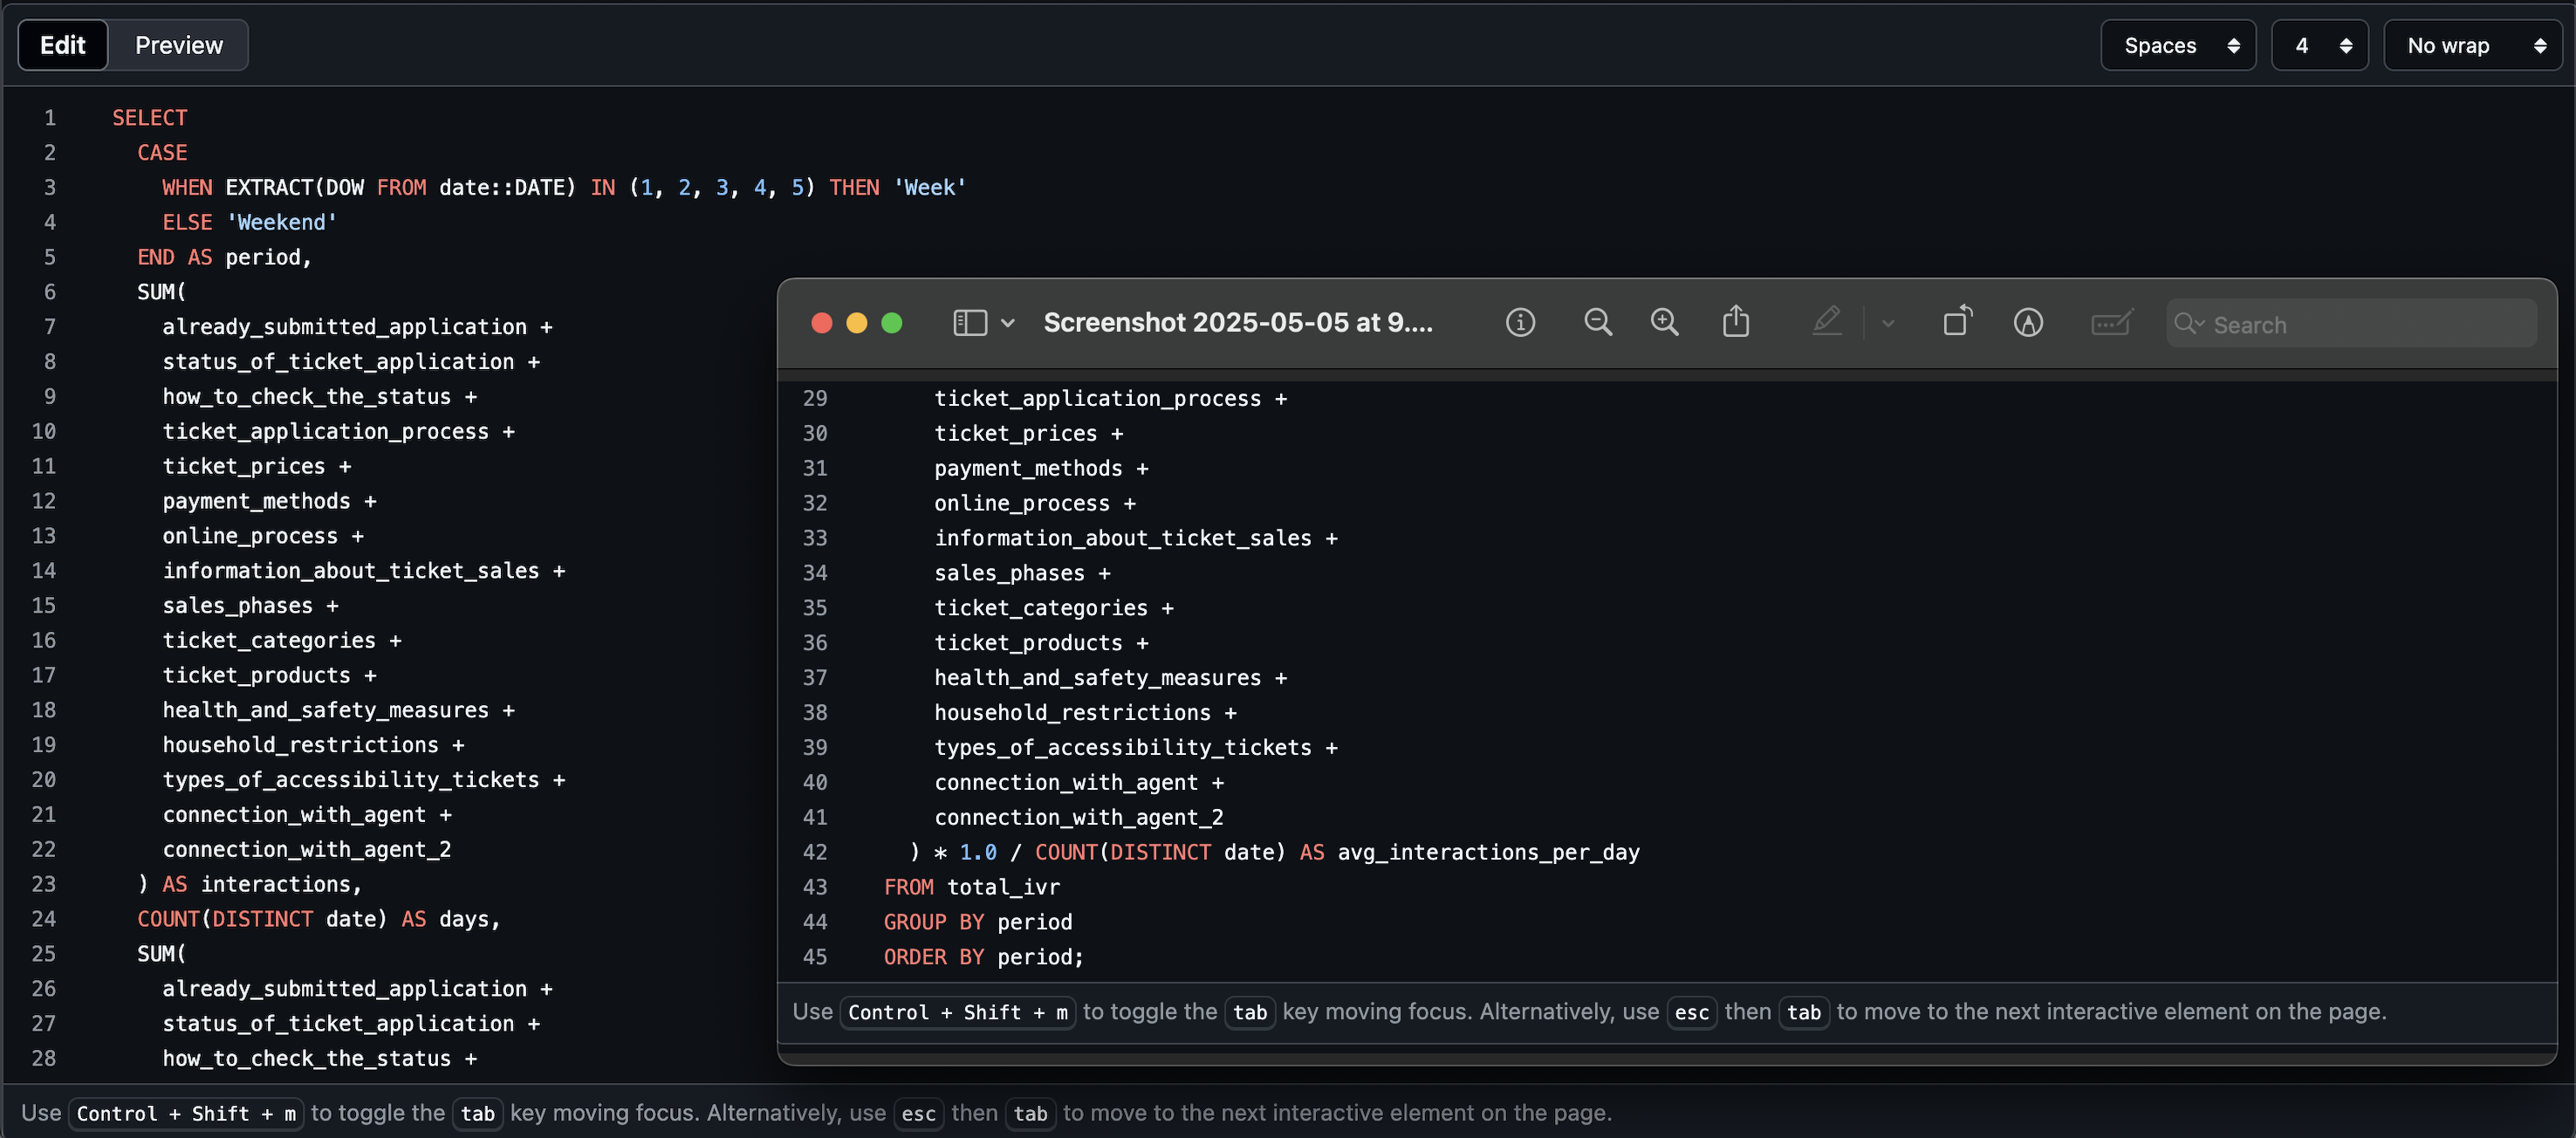 Edit Preview Spaces 4 No wrap
1 SELECT
2 CASE
3 WHEN EXTRACT(DOW FROM date::DATE) IN (1, 2, 3, 4, 5) THEN 'Week'
4 ELSE 'Weekend'
5 END AS period,
6 SUM(
7 already_submitted_application +
8 status_of_ticket_application +
9 how_to_check_the_status +
10 ticket_application_process +
11 ticket_prices +
12 payment_methods +
13 online_process +
14 information_about_ticket_sales +
15 sales_phases +
16 ticket_categories +
17 ticket_products +
18 health_and_safety_measures +
19 household_restrictions +
20 types_of_accessibility_tickets +
21 connection_with_agent +
22 connection_with_agent_2
23 ) AS interactions,
24 COUNT(DISTINCT date) AS days,
25 SUM(
26 already_submitted_application +
27 status_of_ticket_application +
28 how_to_check_the_status +
Screenshot 2025-05-05 at 9.... Search
29 ticket_application_process +
30 ticket_prices +
31 payment_methods +
32 online_process +
33 information_about_ticket_sales +
34 sales_phases +
35 ticket_categories +
36 ticket_products +
37 health_and_safety_measures +
38 household_restrictions +
39 types_of_accessibility_tickets +
40 connection_with_agent +
41 connection_with_agent_2
42 ) * 1.0 / COUNT(DISTINCT date) AS avg_interactions_per_day
43 FROM total_ivr
44 GROUP BY period
45 ORDER BY period;
Use Control + Shift + m to toggle the tab key moving focus. Alternatively, use esc then tab to move to the next interactive element on the page.
Use Control + Shift + m to toggle the tab key moving focus. Alternatively, use esc then tab to move to the next interactive element on the page.